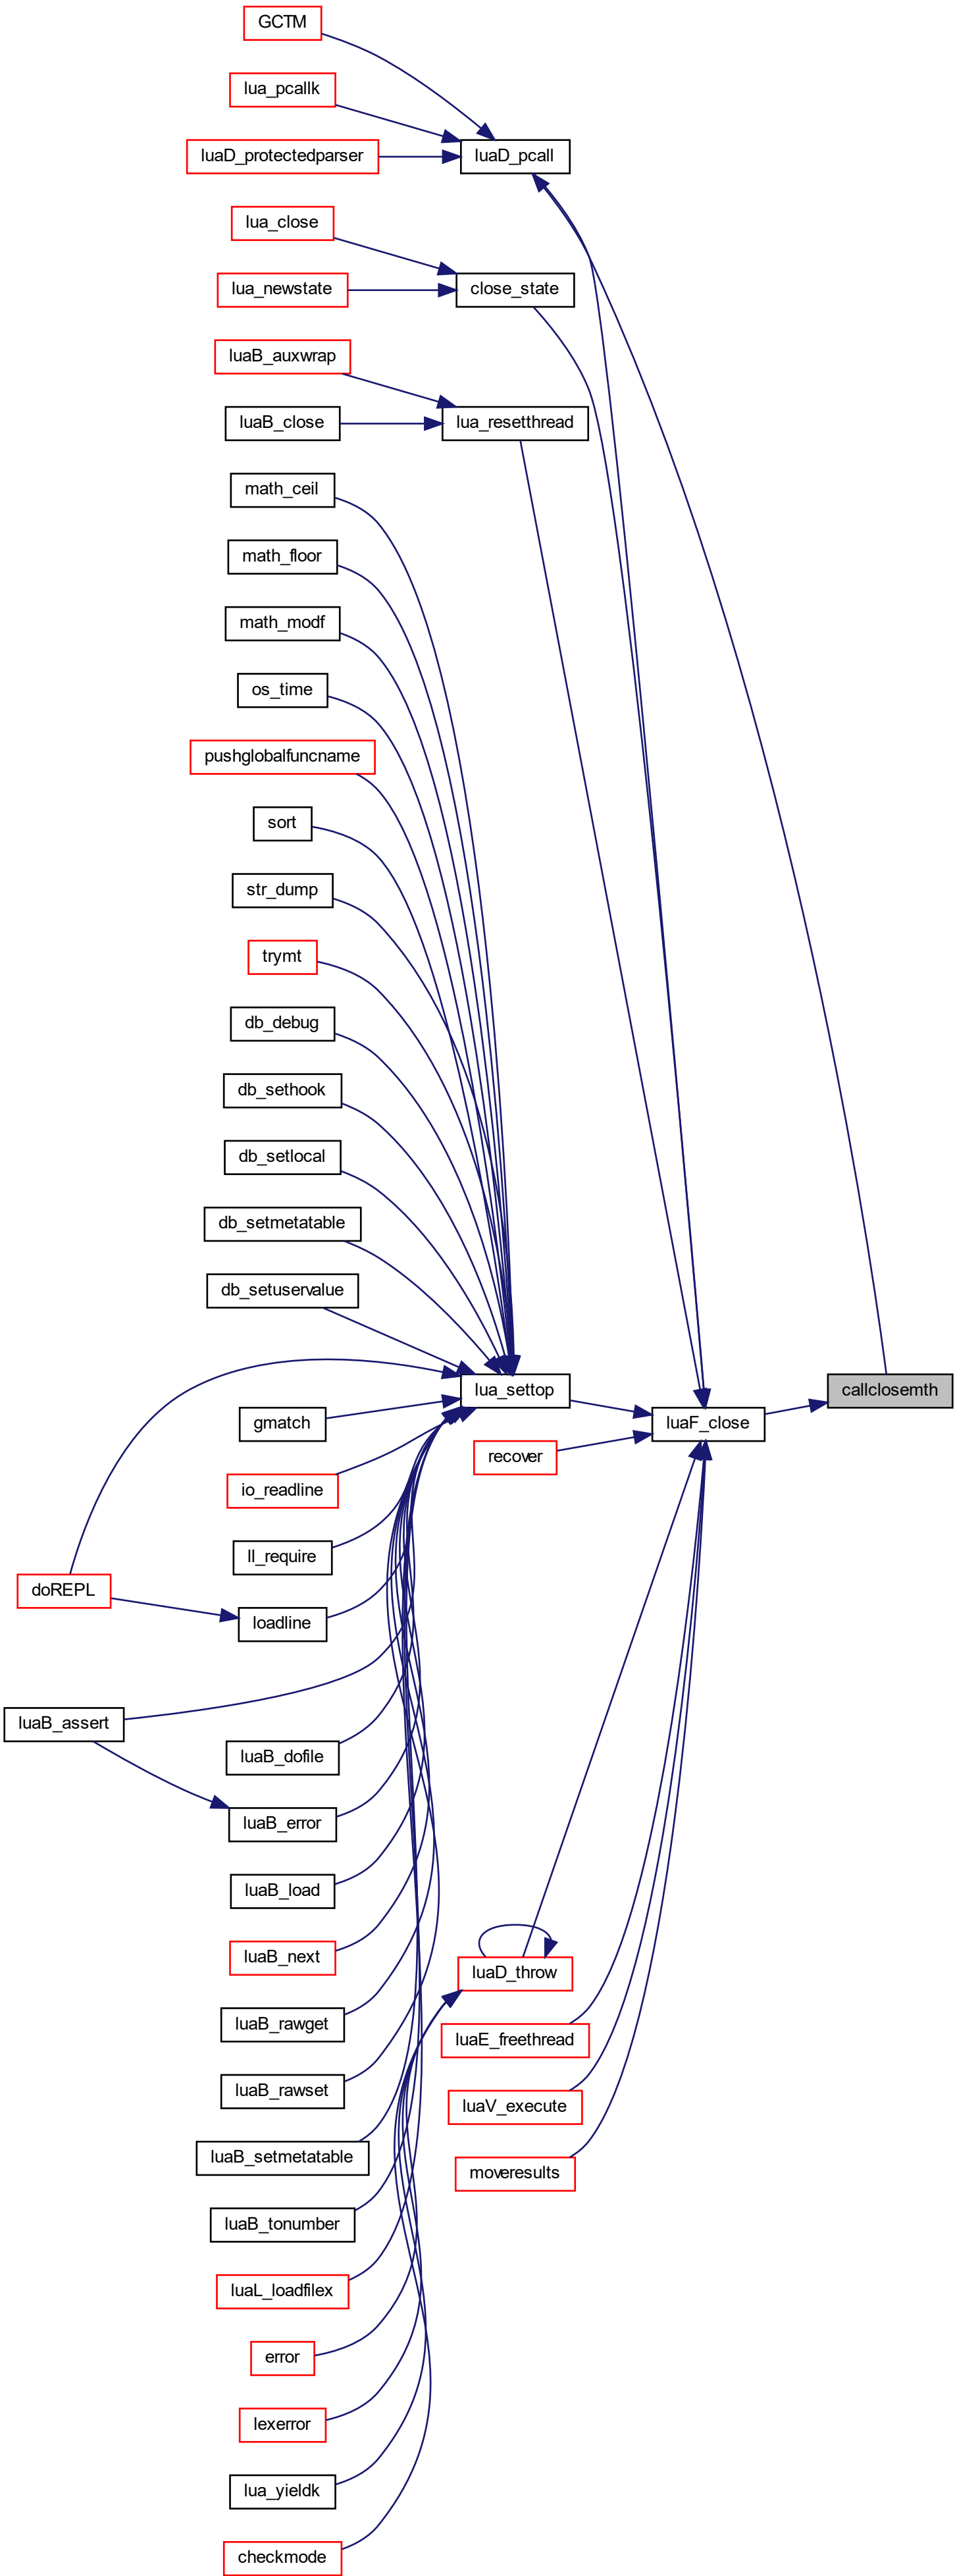 GCTM
lua_pcallk
luaD_pcall
luaD_protectedparser
lua_close
close_state
lua_newstate
luaB_auxwrap
luaB_close
lua_resetthread
math_ceil
math_floor
math_modf
os_time
pushglobalfuncname
sort
str_dump
trymt
db_debug
db_sethook
db_setlocal
db_setmetatable
db_setuservalue
lua_settop
callclosemth
gmatch
luaF_close
recover
io_readline
ll_require
doREPL
loadline
luaB_assert
luaB_dofile
luaB_error
luaB_load
luaB_next
luaD_throw
luaB_rawget
luaE_freethread
luaB_rawset
luaV_execute
luaB_setmetatable
moveresults
luaB_tonumber
luaL_loadfilex
error
lexerror
lua_yieldk
checkmode